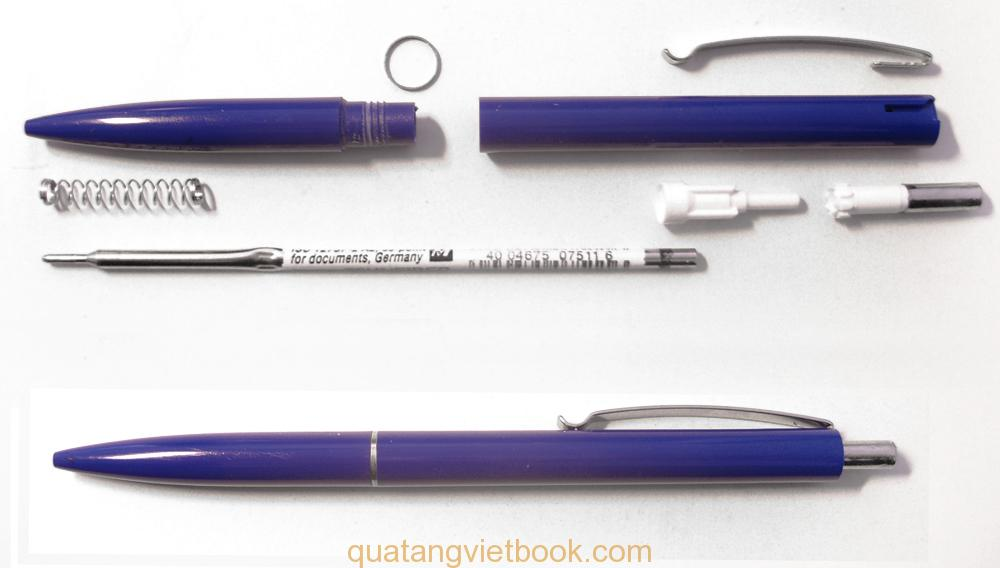 for documents, Germany
40 04675 07511 6
quatangvietbook.com